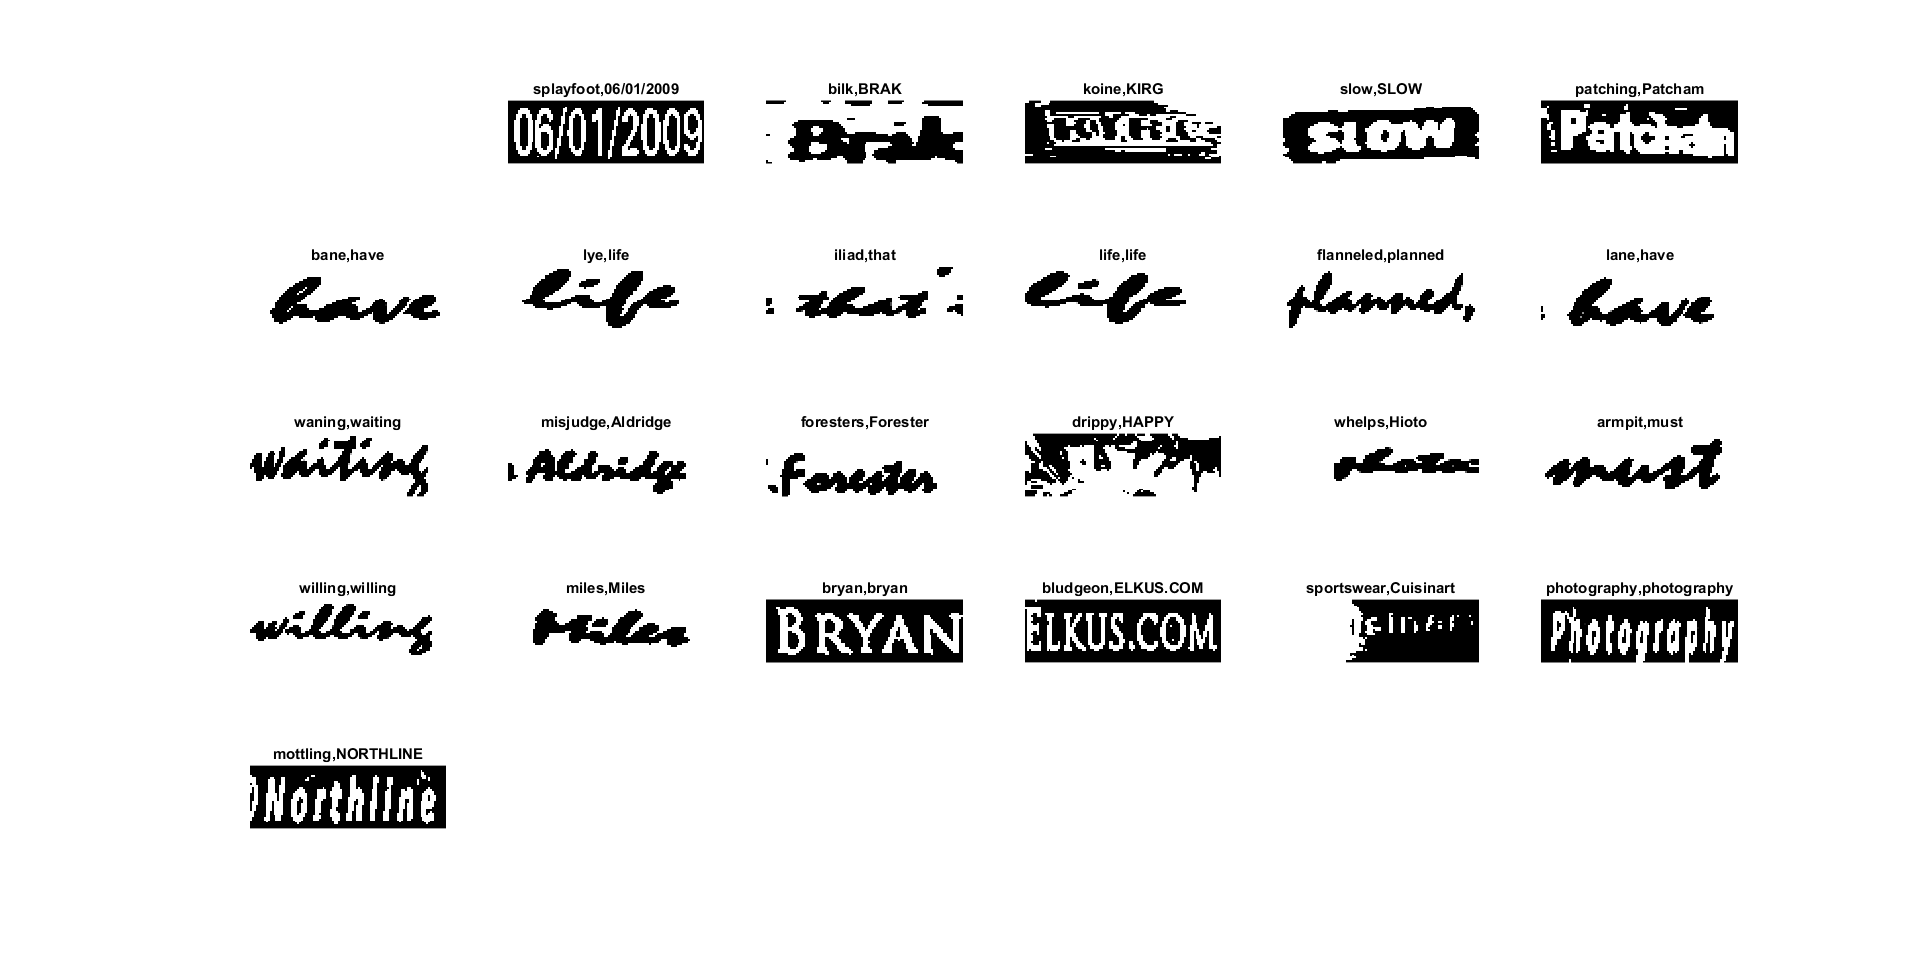 splayfoot,06/01/2009 bilk,BRAK koine,KIRG slow,SLOW patching,Patcham
06/01/2009 Brak SLOW Patcham
bane,have lye,life iliad,that life,life flanneled,planned lane,have
have life that life planned, have
waning,waiting misjudge,Aldridge foresters,Forester drippy,HAPPY whelps,Hioto armpit,must
waiting Aldridge Forester photo: must
willing,willing miles,Miles bryan,bryan bludgeon,ELKUS.COM sportswear,Cuisinart photography,photography
willing Miles BRYAN ELKUS.COM Photography
mottling,NORTHLINE
Northline